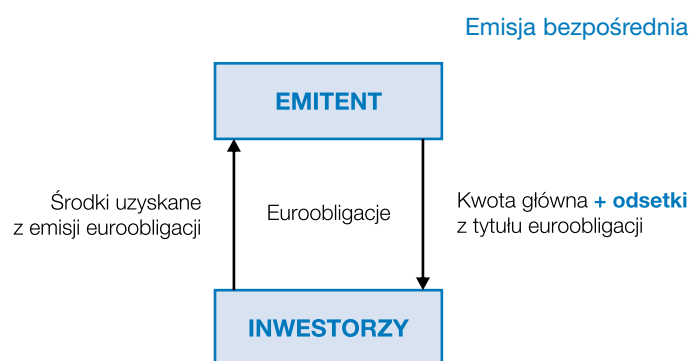 Emisja bezpośrednia
EMITENT
Środki uzyskane
z emisji euroobligacji
Euroobligacje
Kwota główna + odsetki
z tytułu euroobligacji
INWESTORZY